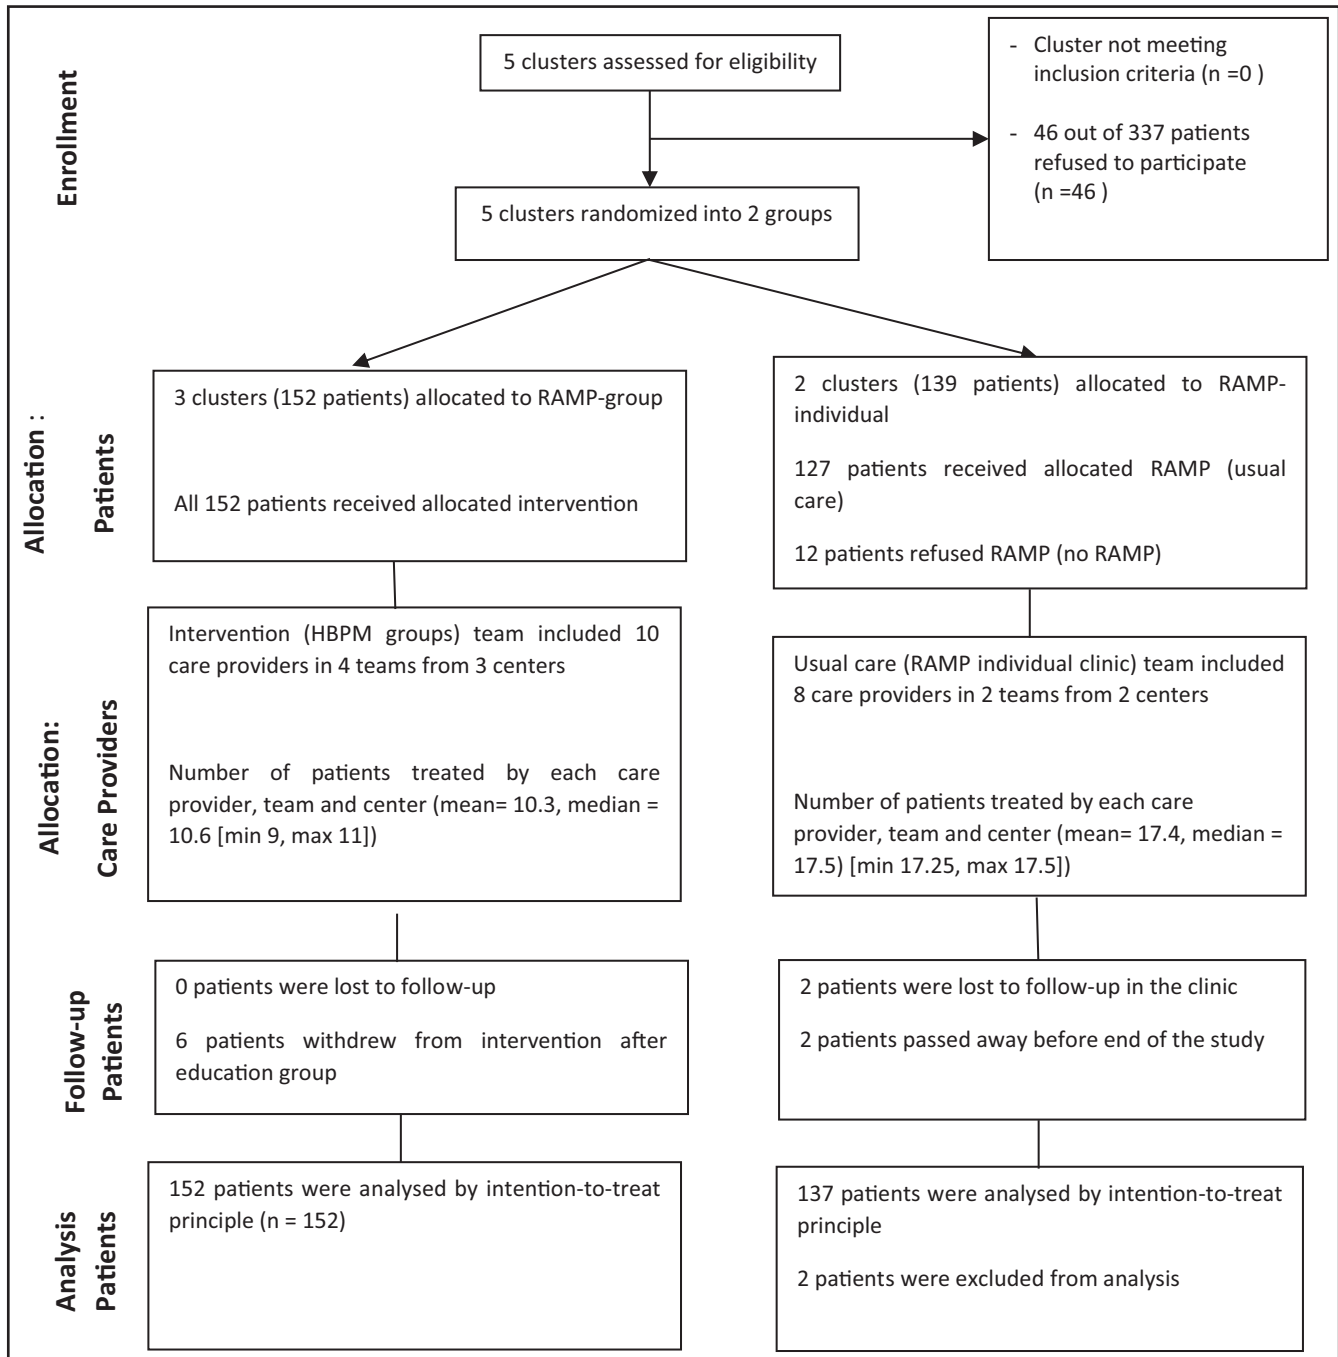 Enrollment
5 clusters assessed for eligibility
- Cluster not meeting
inclusion criteria (n =0 )
- 46 out of 337 patients
refused to participate
(n =46 )
5 clusters randomized into 2 groups
Allocation :
Patients
3 clusters (152 patients) allocated to RAMP-group
All 152 patients received allocated intervention
2 clusters (139 patients) allocated to RAMP-
individual
127 patients received allocated RAMP (usual
care)
12 patients refused RAMP (no RAMP)
Allocation:
Care Providers
Intervention (HBPM groups) team included 10
care providers in 4 teams from 3 centers
Number of patients treated by each care
provider, team and center (mean= 10.3, median =
10.6 [min 9, max 11])
Usual care (RAMP individual clinic) team included
8 care providers in 2 teams from 2 centers
Number of patients treated by each care
provider, team and center (mean= 17.4, median =
17.5) [min 17.25, max 17.5])
Follow-up
Patients
0 patients were lost to follow-up
6 patients withdrew from intervention after
education group
2 patients were lost to follow-up in the clinic
2 patients passed away before end of the study
Analysis
Patients
152 patients were analysed by intention-to-treat
principle (n = 152)
137 patients were analysed by intention-to-treat
principle
2 patients were excluded from analysis